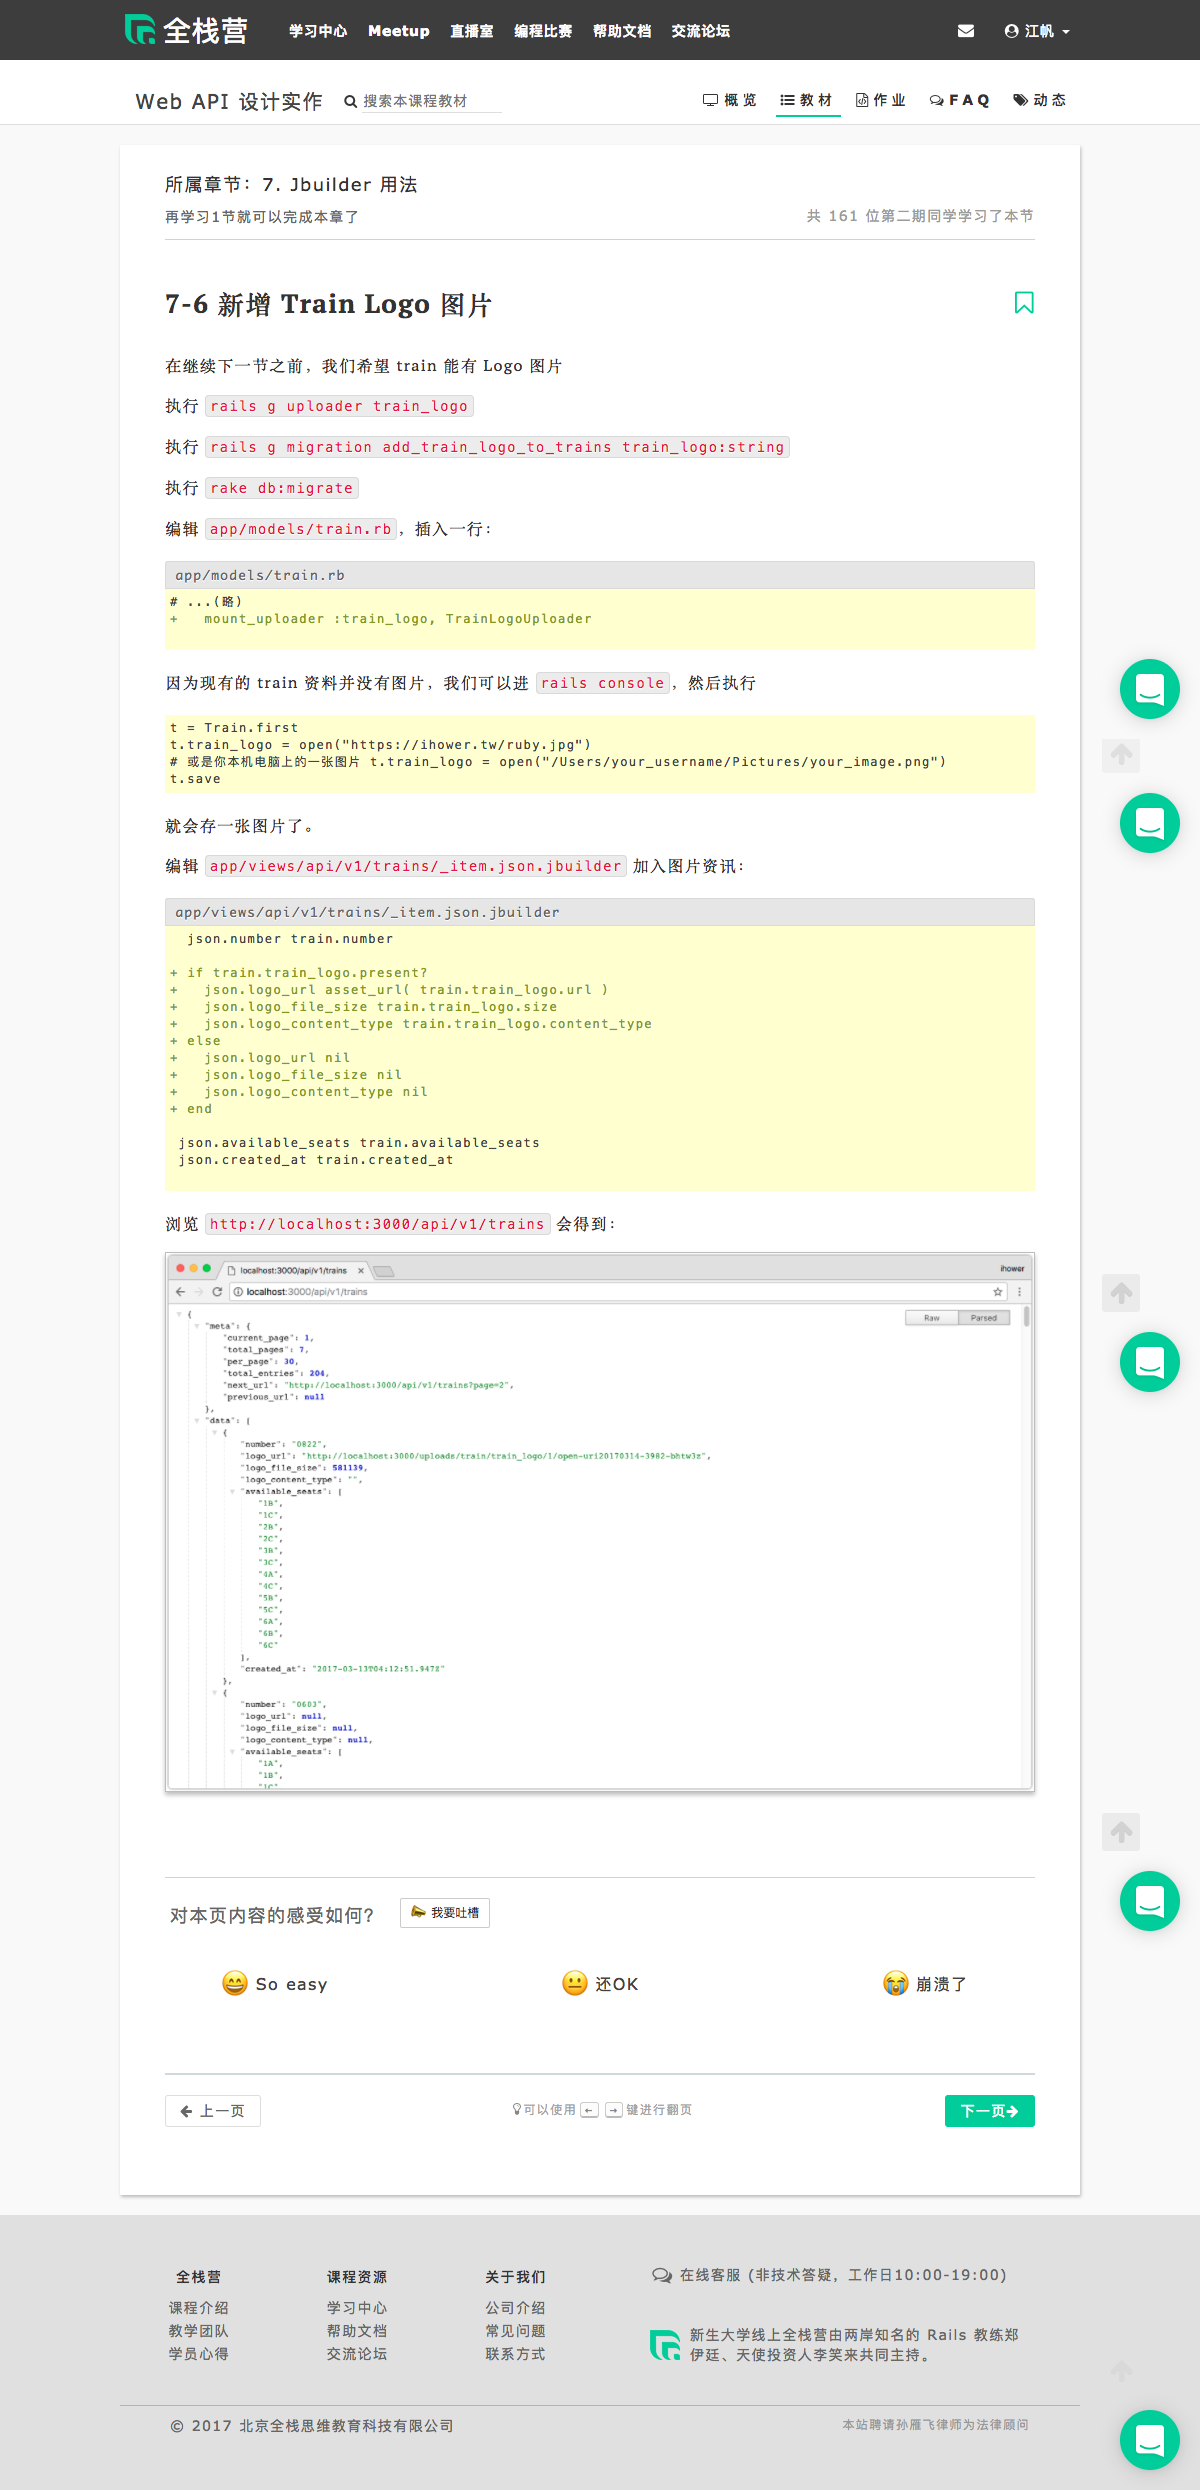 全栈营 学习中心 Meetup 直播室 编程比赛 帮助文档 交流论坛 江帆
Web API 设计实作 搜索本课程教材 概览 教材 作业 FAQ 动态
所属章节：7. Jbuilder 用法
再学习1节就可以完成本章了 共 161 位第二期同学学习了本节
7-6 新增 Train Logo 图片
在继续下一节之前，我们希望 train 能有 Logo 图片
执行 rails g uploader train_logo
执行 rails g migration add_train_logo_to_trains train_logo:string
执行 rake db:migrate
编辑 app/models/train.rb，插入一行：
app/models/train.rb
# ...(略)
+   mount_uploader :train_logo, TrainLogoUploader
因为现有的 train 资料并没有图片，我们可以进 rails console，然后执行
t = Train.first
t.train_logo = open("https://ihower.tw/ruby.jpg")
# 或是你本机电脑上的一张图片 t.train_logo = open("/Users/your_username/Pictures/your_image.png")
t.save
就会存一张图片了。
编辑 app/views/api/v1/trains/_item.json.jbuilder 加入图片资讯：
app/views/api/v1/trains/_item.json.jbuilder
  json.number train.number
+ if train.train_logo.present?
+   json.logo_url asset_url( train.train_logo.url )
+   json.logo_file_size train.train_logo.size
+   json.logo_content_type train.train_logo.content_type
+ else
+   json.logo_url nil
+   json.logo_file_size nil
+   json.logo_content_type nil
+ end
 json.available_seats train.available_seats
 json.created_at train.created_at
浏览 http://localhost:3000/api/v1/trains 会得到：
localhost:3000/api/v1/trains ihower
localhost:3000/api/v1/trains
{ Raw Parsed
"meta": {
"current_page": 1,
"total_pages": 7,
"per_page": 30,
"total_entries": 204,
"next_url": "http://localhost:3000/api/v1/trains?page=2",
"previous_url": null
},
"data": [
{
"number": "0822",
"logo_url": "http://localhost:3000/uploads/train/train_logo/1/open-uri20170314-3982-bhtw3z",
"logo_file_size": 581139,
"logo_content_type": "",
"available_seats": [
"1B",
"1C",
"2B",
"2C",
"3B",
"3C",
"4A",
"4C",
"5B",
"5C",
"6A",
"6B",
"6C"
],
"created_at": "2017-03-13T04:12:51.947Z"
},
{
"number": "0603",
"logo_url": null,
"logo_file_size": null,
"logo_content_type": null,
"available_seats": [
"1A",
"1B",
"1C"
对本页内容的感受如何? 我要吐槽
So easy 还OK 崩溃了
上一页 可以使用 ← → 键进行翻页 下一页
全栈营 课程资源 关于我们 在线客服 (非技术答疑，工作日10:00-19:00)
课程介绍 学习中心 公司介绍
教学团队 帮助文档 常见问题 新生大学线上全栈营由两岸知名的 Rails 教练郑
学员心得 交流论坛 联系方式 伊廷、天使投资人李笑来共同主持。
© 2017 北京全栈思维教育科技有限公司 本站聘请孙雁飞律师为法律顾问